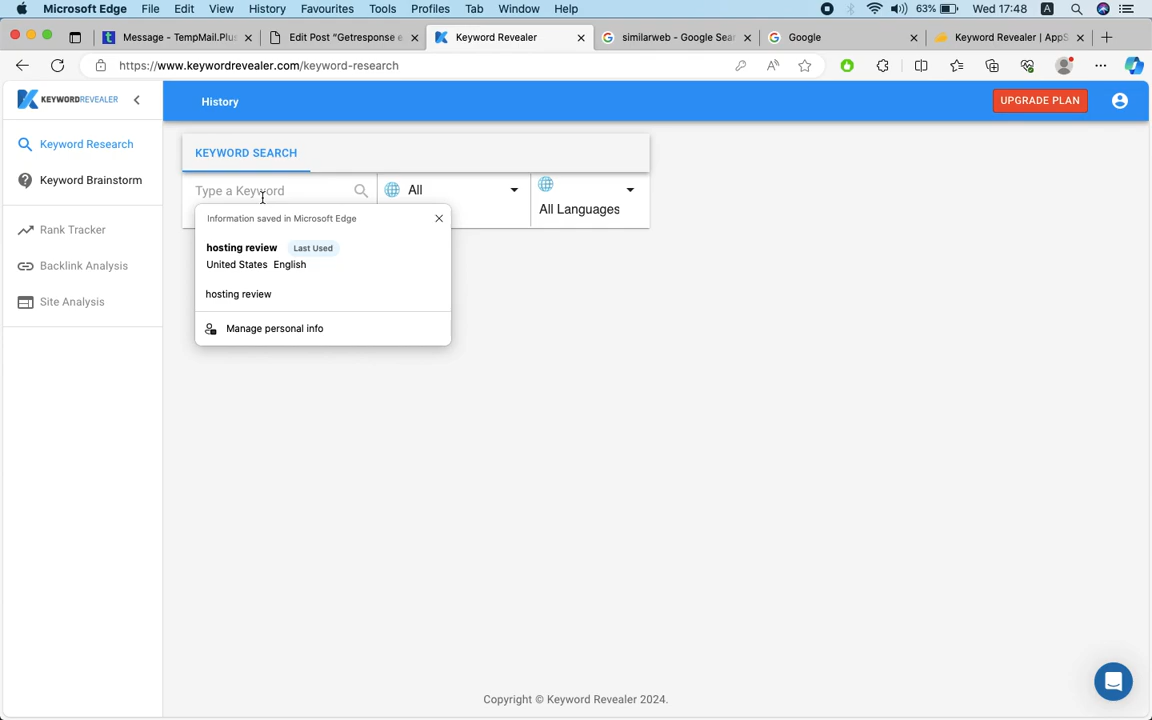 Microsoft Edge File Edit View History Favourites Tools Profiles Tab Window Help 63% Wed 17:48 A
Message - TempMail.Plus
Edit Post “Getresponse e
Keyword Revealer
similarweb - Google Sear
Google
Keyword Revealer | AppS
https://www.keywordrevealer.com/keyword-research
KEYWORDREVEALER
History
UPGRADE PLAN
Keyword Research
Keyword Brainstorm
Rank Tracker
Backlink Analysis
Site Analysis
KEYWORD SEARCH
Type a Keyword
All
All Languages
Information saved in Microsoft Edge
hosting review Last Used
United States English
hosting review
Manage personal info
Copyright © Keyword Revealer 2024.